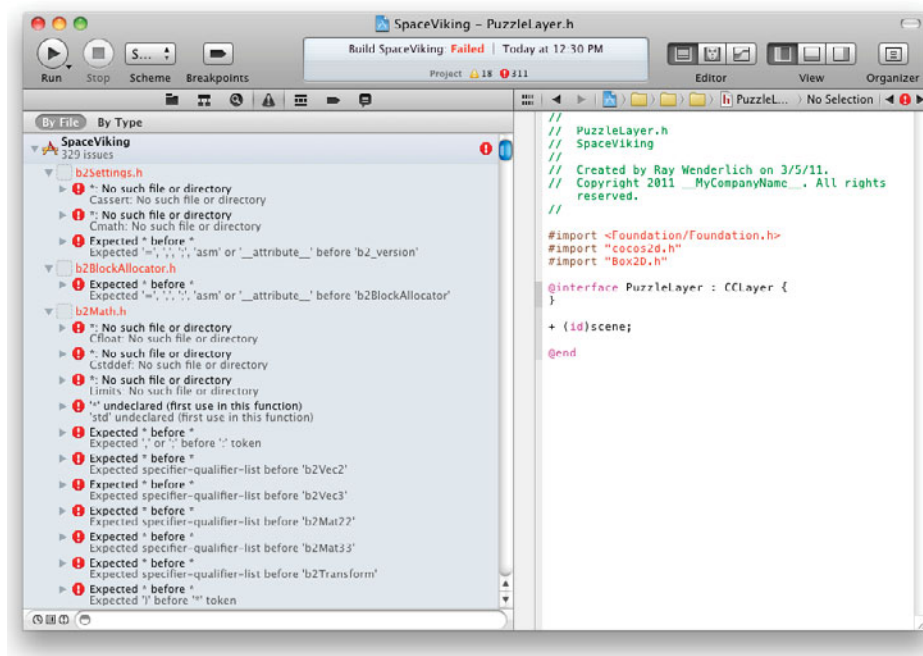 SpaceViking – PuzzleLayer.h
Build SpaceViking: Failed | Today at 12:30 PM
Project 18 311
S...
Run Stop Scheme Breakpoints Editor View Organizer
PuzzleL... No Selection
By File By Type
SpaceViking
329 issues
b2Settings.h
*: No such file or directory
Cassert: No such file or directory
*: No such file or directory
Cmath: No such file or directory
Expected * before *
Expected '=', ',', ';', 'asm' or '__attribute__' before 'b2_version'
b2BlockAllocator.h
Expected * before *
Expected '=', ',', ';', 'asm' or '__attribute__' before 'b2BlockAllocator'
b2Math.h
*: No such file or directory
Cfloat: No such file or directory
*: No such file or directory
Cstddef: No such file or directory
*: No such file or directory
Limits: No such file or directory
'*' undeclared (first use in this function)
'std' undeclared (first use in this function)
Expected * before *
Expected ',' or ';' before ':' token
Expected * before *
Expected specifier-qualifier-list before 'b2Vec2'
Expected * before *
Expected specifier-qualifier-list before 'b2Vec3'
Expected * before *
Expected specifier-qualifier-list before 'b2Mat22'
Expected * before *
Expected specifier-qualifier-list before 'b2Mat33'
Expected * before *
Expected specifier-qualifier-list before 'b2Transform'
Expected * before *
Expected ')' before '*' token
//
// PuzzleLayer.h
// SpaceViking
//
// Created by Ray Wenderlich on 3/5/11.
// Copyright 2011 __MyCompanyName__. All rights
reserved.
//
#import <Foundation/Foundation.h>
#import "cocos2d.h"
#import "Box2D.h"
@interface PuzzleLayer : CCLayer {
}
+ (id)scene;
@end